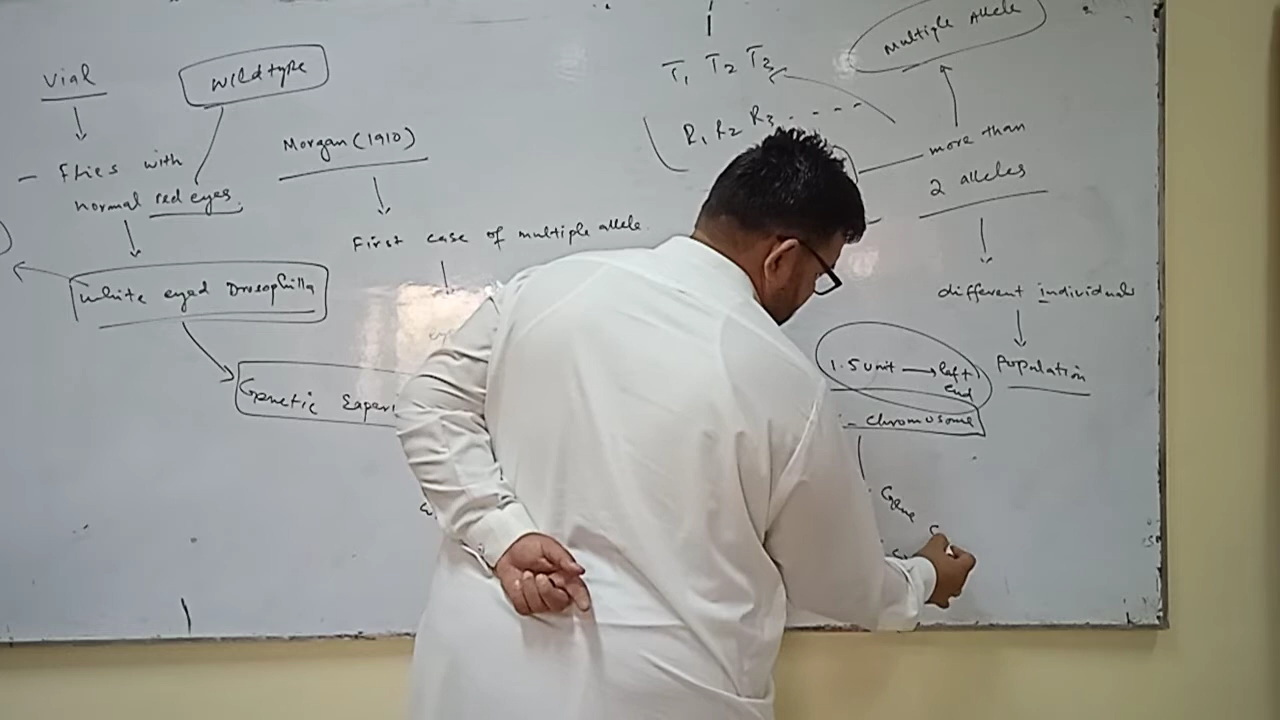 Vial
Wildtype
- Flies with
normal red eyes.
White eyed Drosophilla
Genetic Experi
Morgan (1910)
First case of multiple allele.
eye
T1 T2 T3
R1 R2 R3 - - - -
Multiple Allele
more than
2 alleles
different individuals
Population
1.5 unit → left
end
- chromosome
Gene